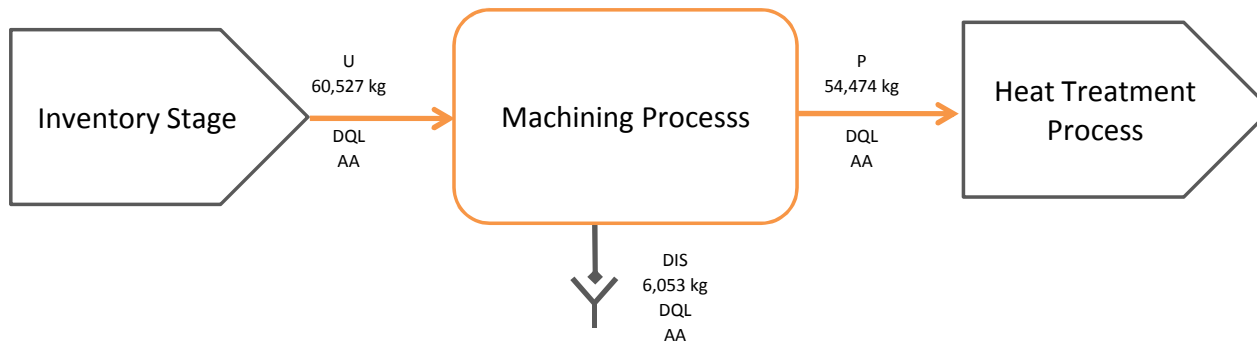 Inventory Stage
U
60,527 kg
DQL
AA
Machining Processs
P
54,474 kg
DQL
AA
Heat Treatment
Process
DIS
6,053 kg
DQL
AA